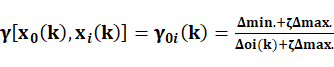 γ[x₀(k),xᵢ(k)] = γ₀ᵢ(k) = (Δmin.+ζΔmax.)/(Δoi(k)+ζΔmax.)